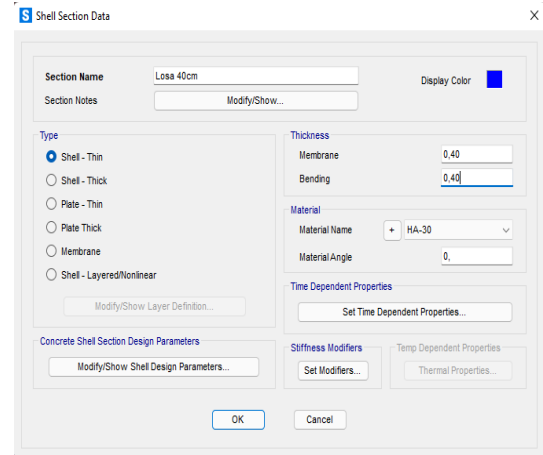 S Shell Section Data X
Section Name Losa 40cm Display Color
Section Notes Modify/Show...
Type
Shell - Thin
Shell - Thick
Plate - Thin
Plate Thick
Membrane
Shell - Layered/Nonlinear
Modify/Show Layer Definition...
Concrete Shell Section Design Parameters
Modify/Show Shell Design Parameters...
Thickness
Membrane 0,40
Bending 0,40
Material
Material Name + HA-30
Material Angle 0,
Time Dependent Properties
Set Time Dependent Properties...
Stiffness Modifiers
Set Modifiers...
Temp Dependent Properties
Thermal Properties...
OK Cancel